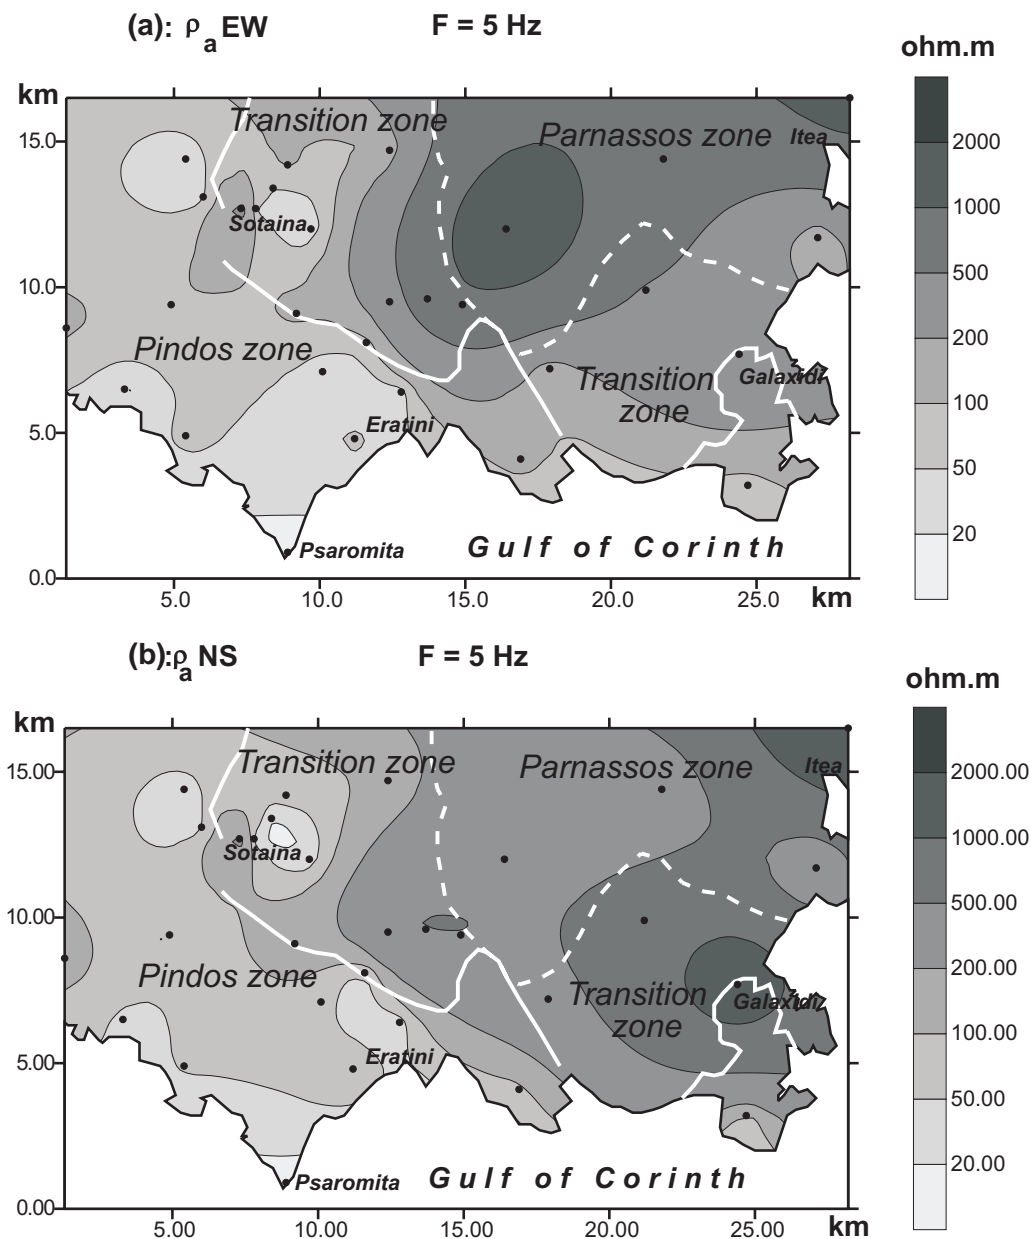 (a): ρa EW F = 5 Hz
ohm.m
km
Transition zone
Parnassos zone
Itea
15.0
2000
1000
Sotaina
500
10.0
200
Pindos zone
Transition
zone
Galaxidi
100
Eratini
5.0
50
20
Psaromita
Gulf of Corinth
0.0
5.0 10.0 15.0 20.0 25.0 km
(b): ρa NS F = 5 Hz
ohm.m
km
Transition zone
Parnassos zone
Itea
15.00
2000.00
1000.00
Sotaina
500.00
10.00
200.00
Pindos zone
Transition
zone
Galaxidi
100.00
Eratini
5.00
50.00
20.00
Psaromita
Gulf of Corinth
0.00
5.00 10.00 15.00 20.00 25.00 km